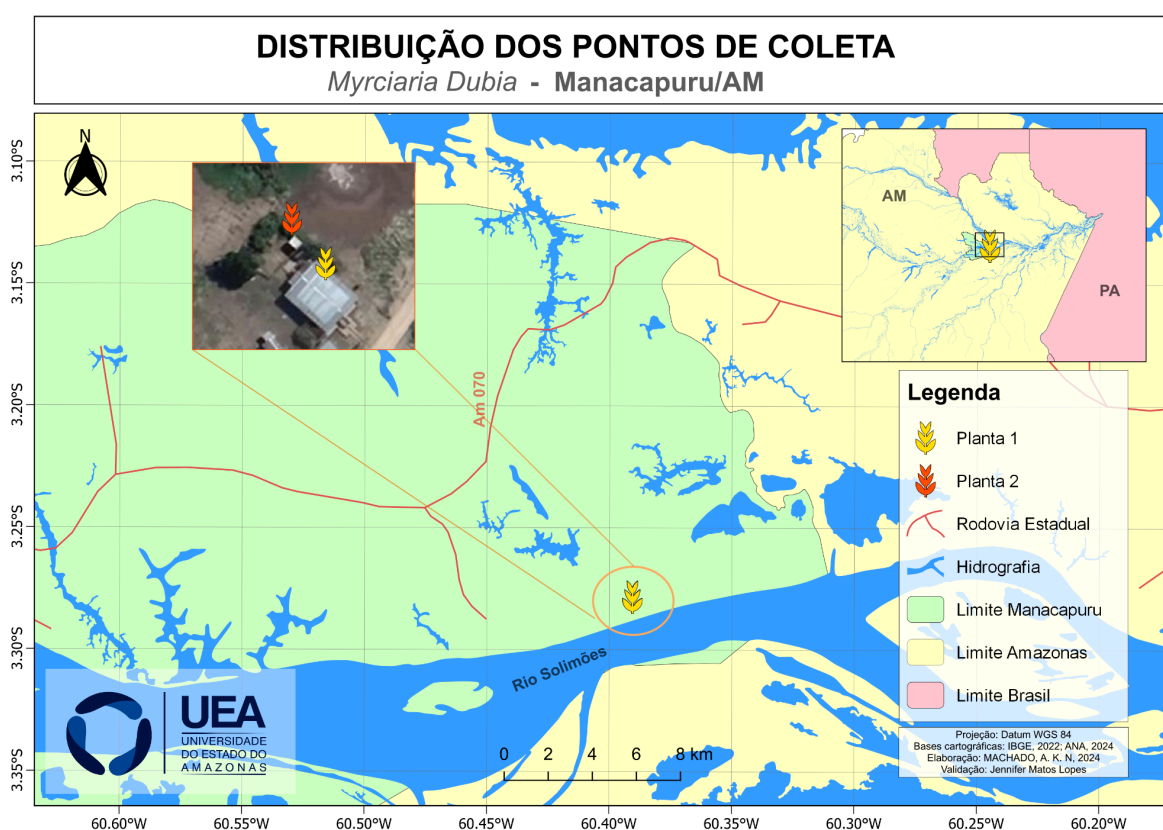 DISTRIBUIÇÃO DOS PONTOS DE COLETA
Myrciaria Dubia - Manacapuru/AM
N
3.10°S
3.15°S
3.20°S
3.25°S
3.30°S
3.35°S
AM
PA
Am 070
Rio Solimões
Legenda
Planta 1
Planta 2
Rodovia Estadual
Hidrografia
Limite Manacapuru
Limite Amazonas
Limite Brasil
Projeção: Datum WGS 84
Bases cartográficas: IBGE, 2022; ANA, 2024
Elaboração: MACHADO, A. K. N, 2024
Validação: Jennifer Matos Lopes
UEA
UNIVERSIDADE
DO ESTADO DO
AMAZONAS
0 2 4 6 8 km
60.60°W 60.55°W 60.50°W 60.45°W 60.40°W 60.35°W 60.30°W 60.25°W 60.20°W